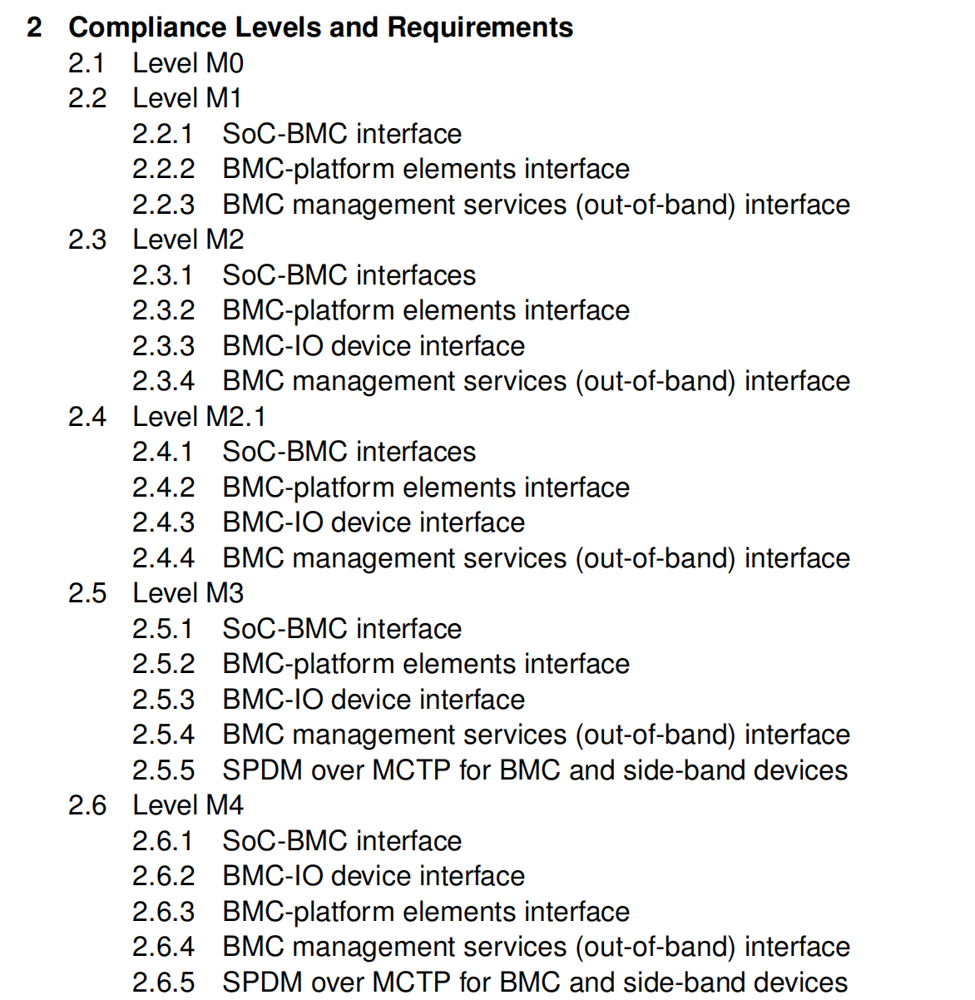 2 Compliance Levels and Requirements
2.1 Level M0
2.2 Level M1
2.2.1 SoC-BMC interface
2.2.2 BMC-platform elements interface
2.2.3 BMC management services (out-of-band) interface
2.3 Level M2
2.3.1 SoC-BMC interfaces
2.3.2 BMC-platform elements interface
2.3.3 BMC-IO device interface
2.3.4 BMC management services (out-of-band) interface
2.4 Level M2.1
2.4.1 SoC-BMC interfaces
2.4.2 BMC-platform elements interface
2.4.3 BMC-IO device interface
2.4.4 BMC management services (out-of-band) interface
2.5 Level M3
2.5.1 SoC-BMC interface
2.5.2 BMC-platform elements interface
2.5.3 BMC-IO device interface
2.5.4 BMC management services (out-of-band) interface
2.5.5 SPDM over MCTP for BMC and side-band devices
2.6 Level M4
2.6.1 SoC-BMC interface
2.6.2 BMC-IO device interface
2.6.3 BMC-platform elements interface
2.6.4 BMC management services (out-of-band) interface
2.6.5 SPDM over MCTP for BMC and side-band devices